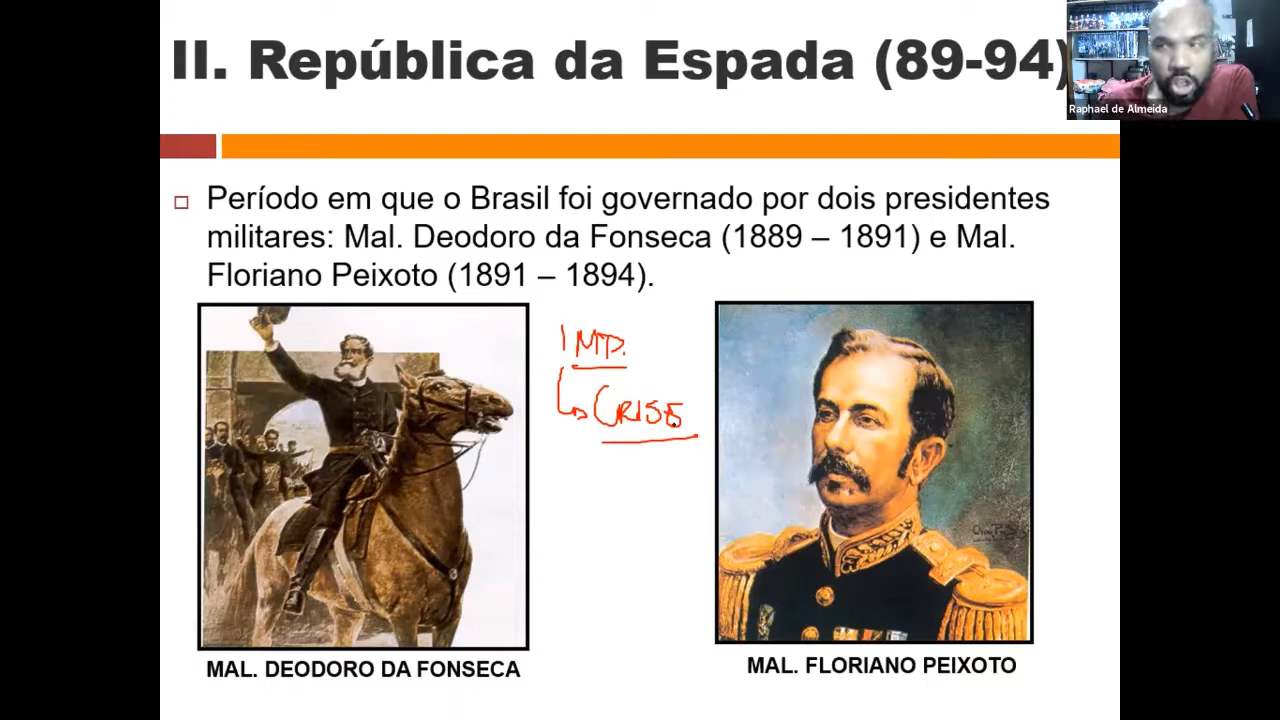 II. República da Espada (89-94)
Raphael de Almeida
Período em que o Brasil foi governado por dois presidentes
militares: Mal. Deodoro da Fonseca (1889 – 1891) e Mal.
Floriano Peixoto (1891 – 1894).
CRISE
MAL. DEODORO DA FONSECA
MAL. FLORIANO PEIXOTO